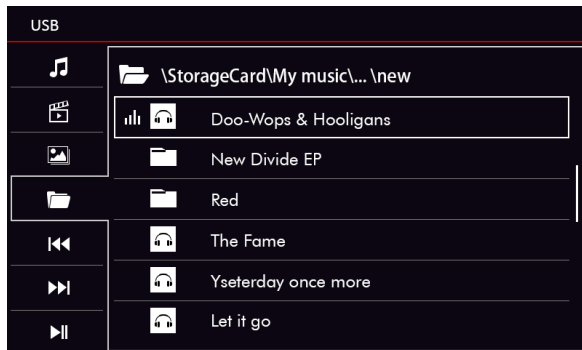 USB
\StorageCard\My music\... \new
Doo-Wops & Hooligans
New Divide EP
Red
The Fame
Yseterday once more
Let it go